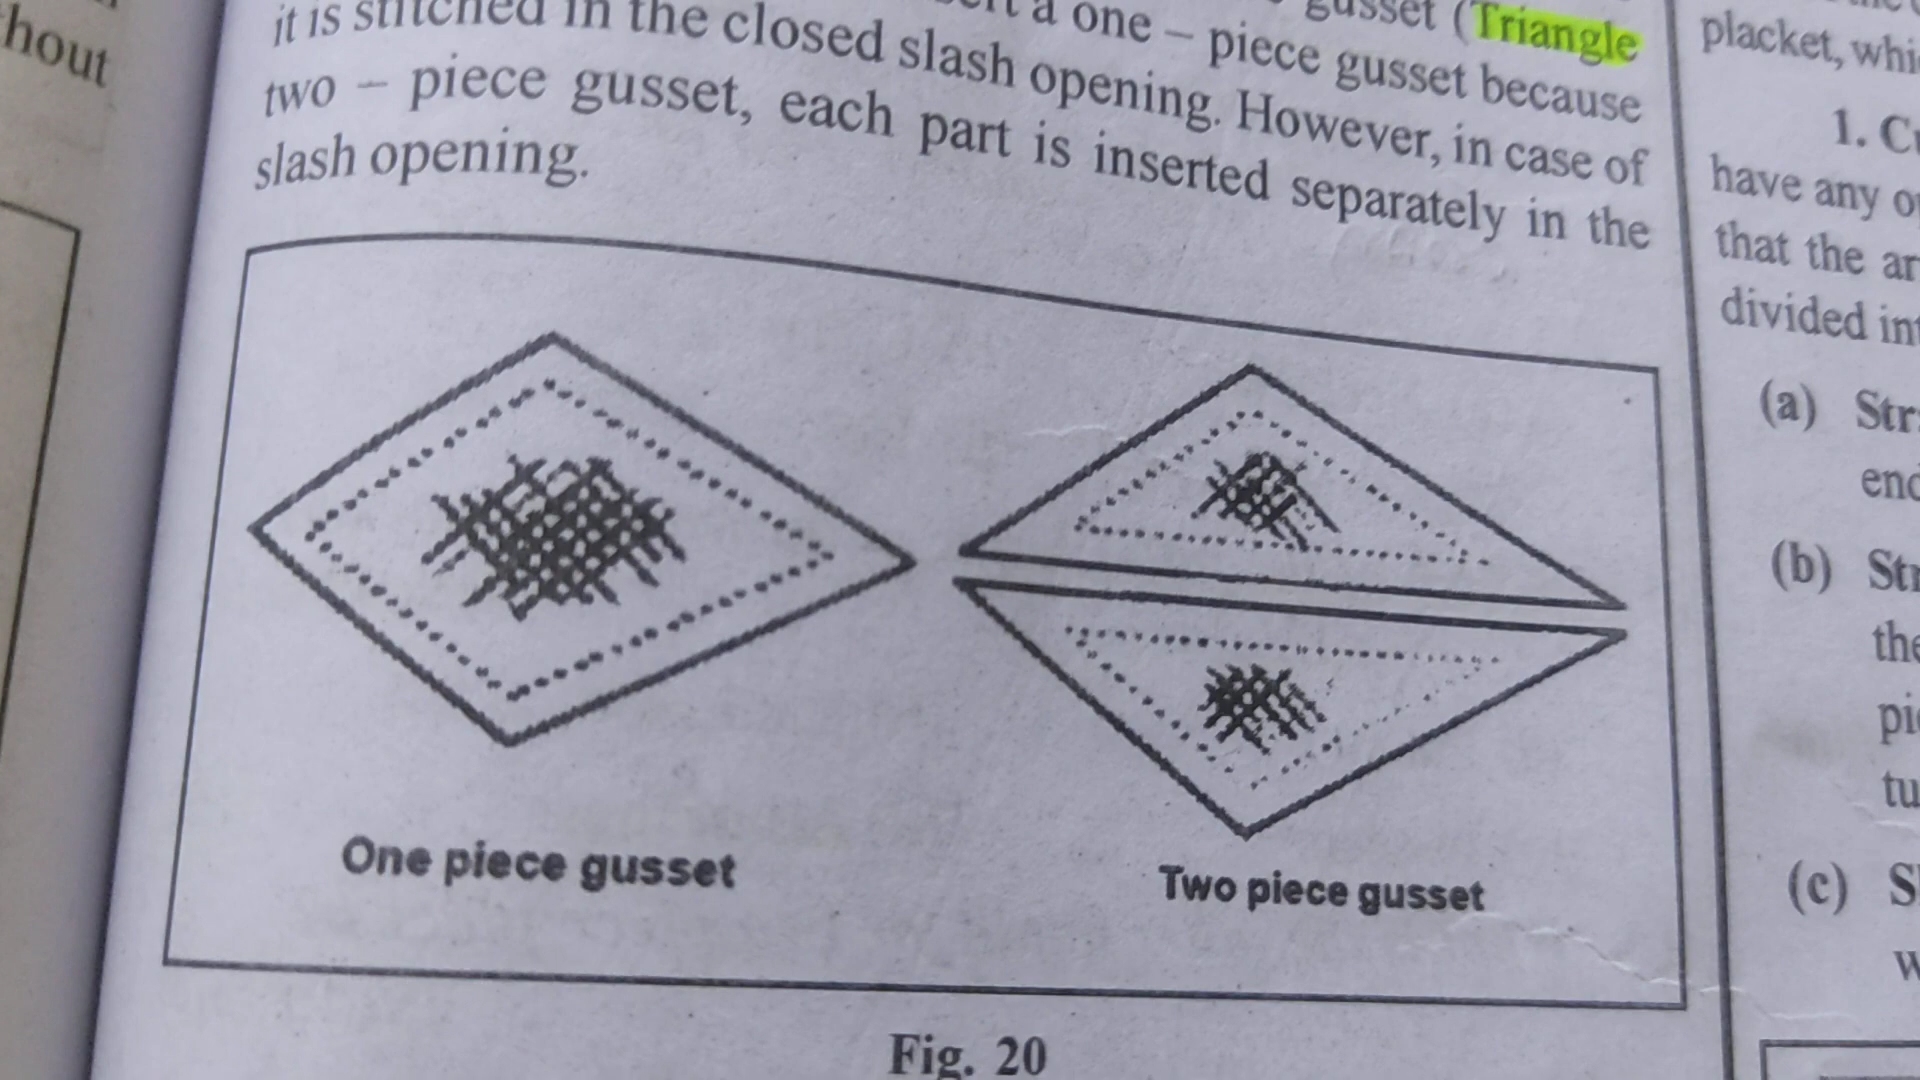 hout
gusset (Triangle
a one – piece gusset because
it is stitched in the closed slash opening. However, in case of
two – piece gusset, each part is inserted separately in the
slash opening.
One piece gusset
Two piece gusset
Fig. 20
placket, whi
1. C
have any o
that the ar
divided in
(a) Str
end
(b) Str
the
pi
tu
(c) S
w